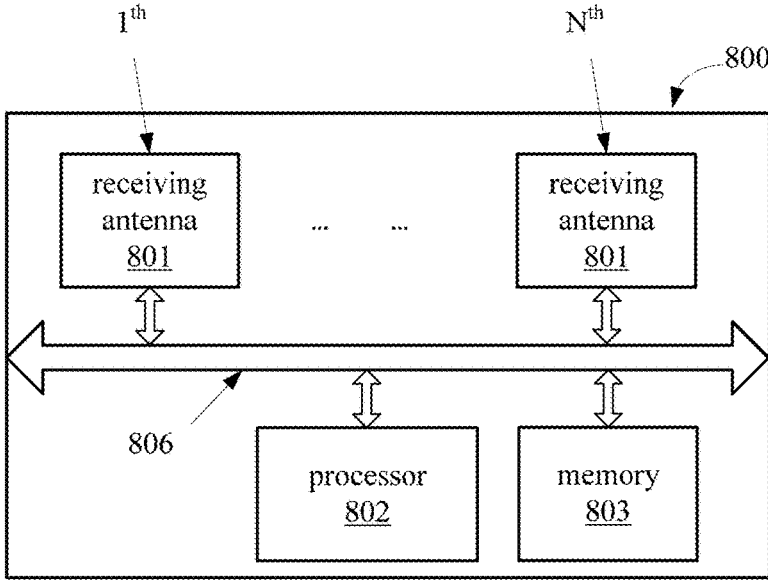 1th
Nth
800
receiving antenna 801
... ...
receiving antenna 801
806
processor 802
memory 803